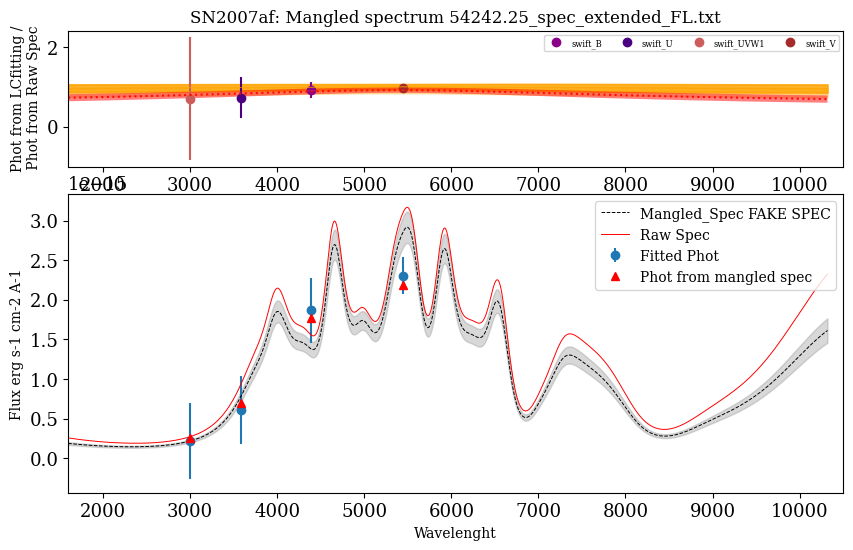 SN2007af: Mangled spectrum 54242.25_spec_extended_FL.txt
Phot from LCfitting /
Phot from Raw Spec
2
0
swift_B swift_U swift_UVW1 swift_V
2000 3000 4000 5000 6000 7000 8000 9000 10000
1e−15
Flux erg s-1 cm-2 A-1
3.0
2.5
2.0
1.5
1.0
0.5
0.0
Mangled_Spec FAKE SPEC
Raw Spec
Fitted Phot
Phot from mangled spec
2000 3000 4000 5000 6000 7000 8000 9000 10000
Wavelenght